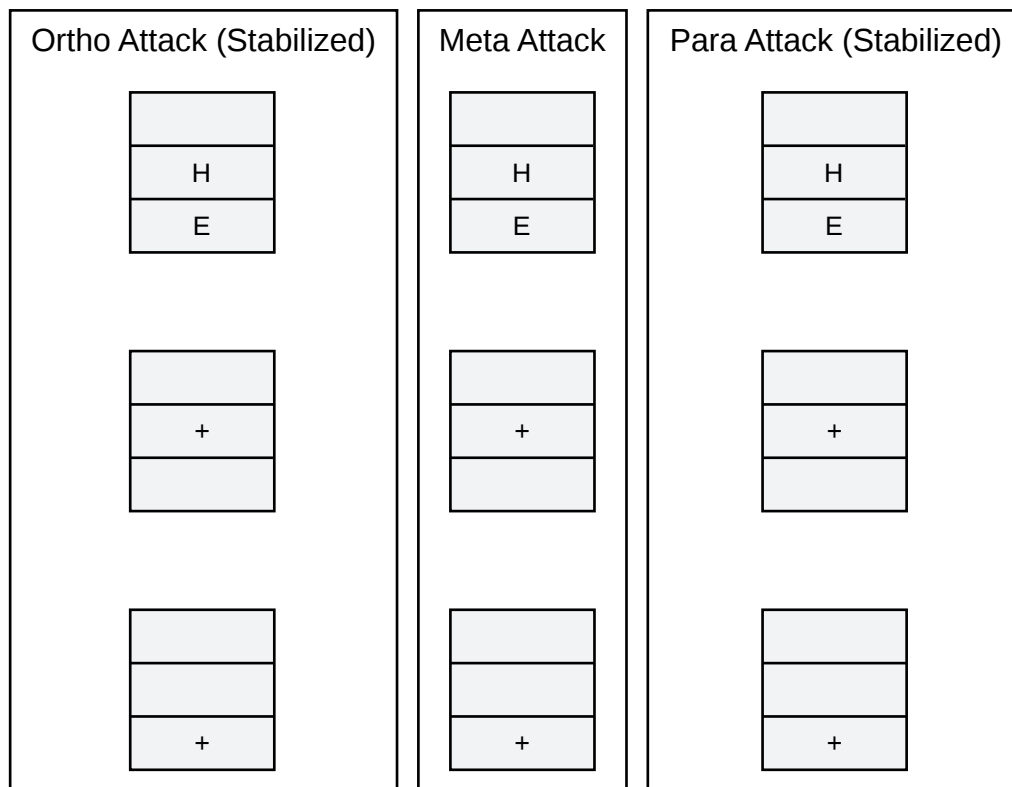 Ortho Attack (Stabilized)
H
E
+
+
Meta Attack
H
E
+
+
Para Attack (Stabilized)
H
E
+
+